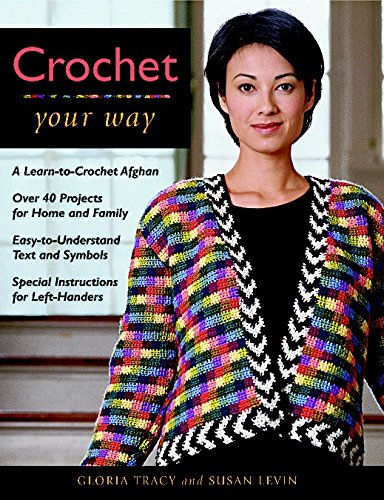 Crochet
your way
A Learn-to-Crochet Afghan
Over 40 Projects
for Home and Family
Easy-to-Understand
Text and Symbols
Special Instructions
for Left-Handers
GLORIA TRACY and SUSAN LEVIN